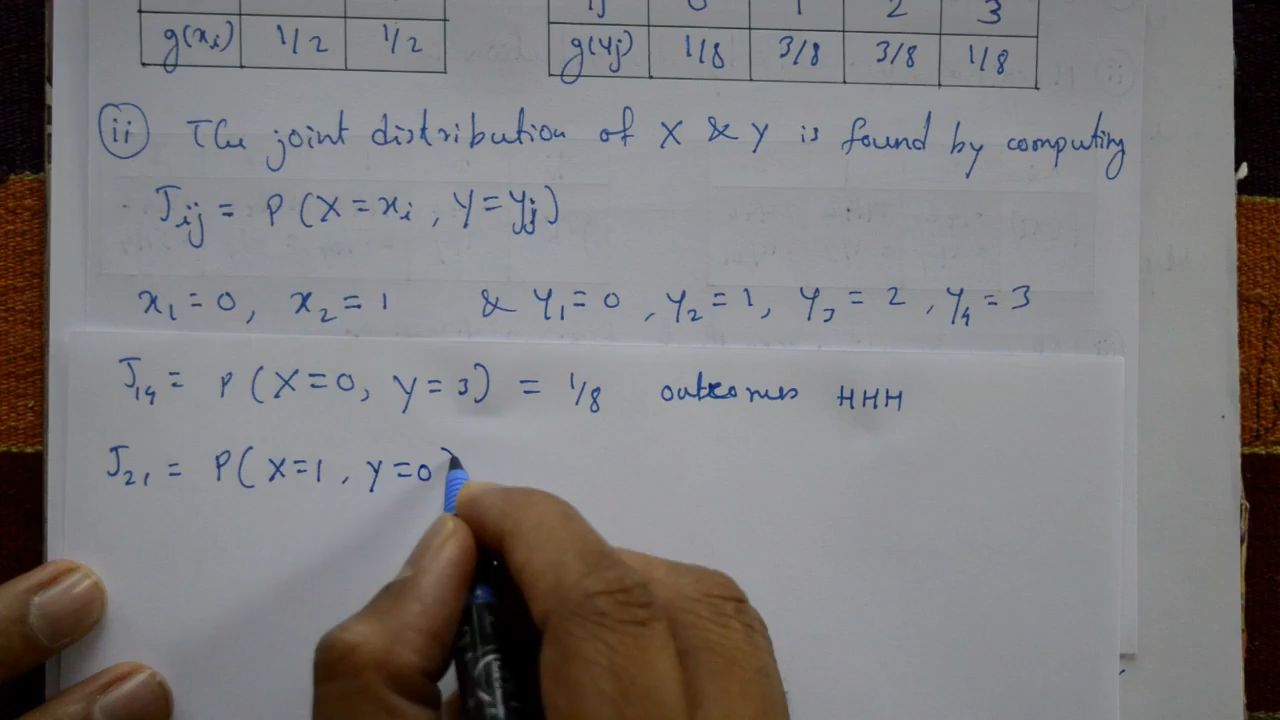 yj 0 1 2 3
g(xi) 1/2 1/2 g(yj) 1/8 3/8 3/8 1/8
ii The joint distribution of X & Y is found by computing
Jij = P(X=xi, Y=yj)
x1=0, x2=1 & Y1=0, y2=1, y3=2, y4=3
J14 = P(X=0, Y=3) = 1/8 outcomes HHH
J21 = P(X=1, Y=0)